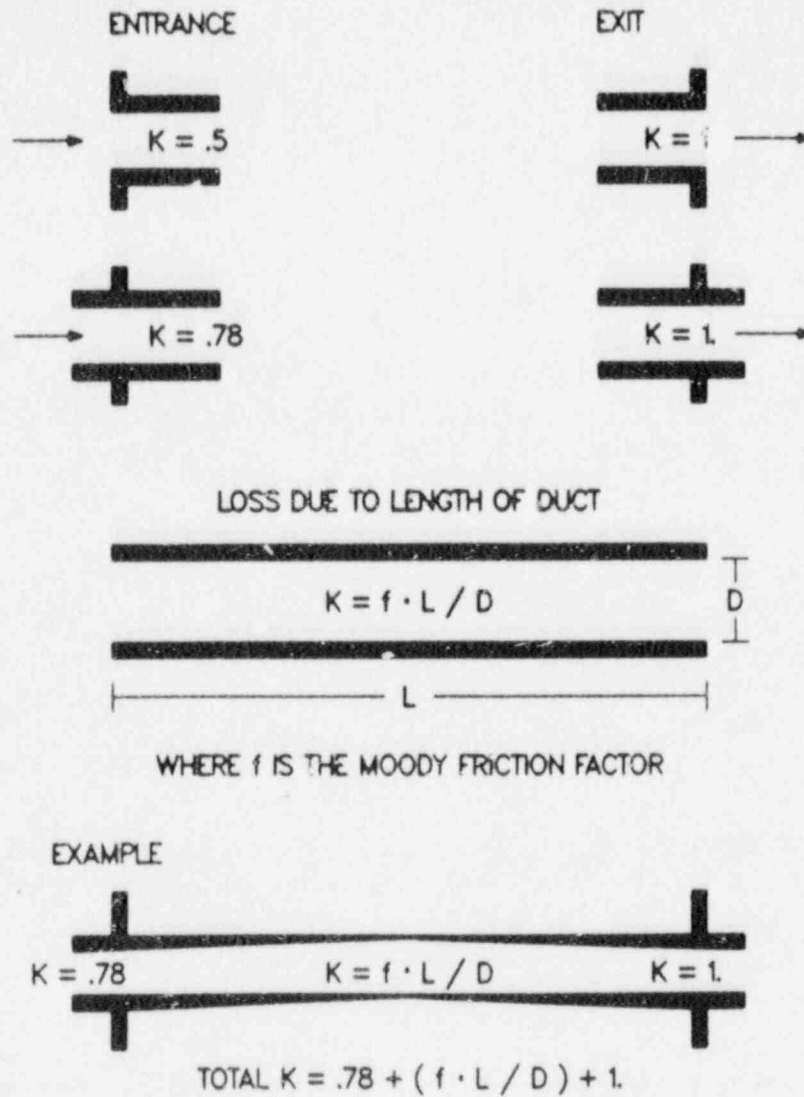 ENTRANCE
EXIT
K = .5
K =
K = .78
K = 1.
LOSS DUE TO LENGTH OF DUCT
K = f · L / D
D
L
WHERE f IS THE MOODY FRICTION FACTOR
EXAMPLE
K = .78
K = f · L / D
K = 1.
TOTAL K = .78 + ( f · L / D ) + 1.